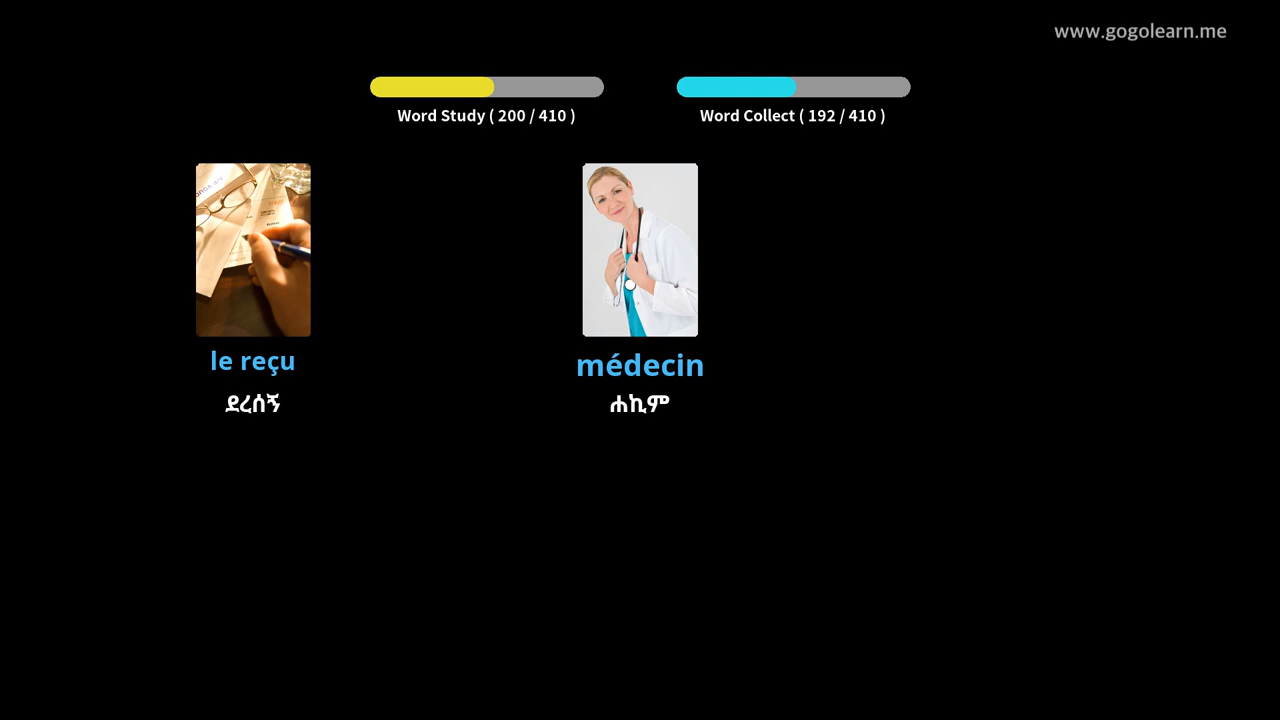 www.gogolearn.me
Word Study ( 200 / 410 )
Word Collect ( 192 / 410 )
le reçu
ደረሰኝ
médecin
ሐኪም